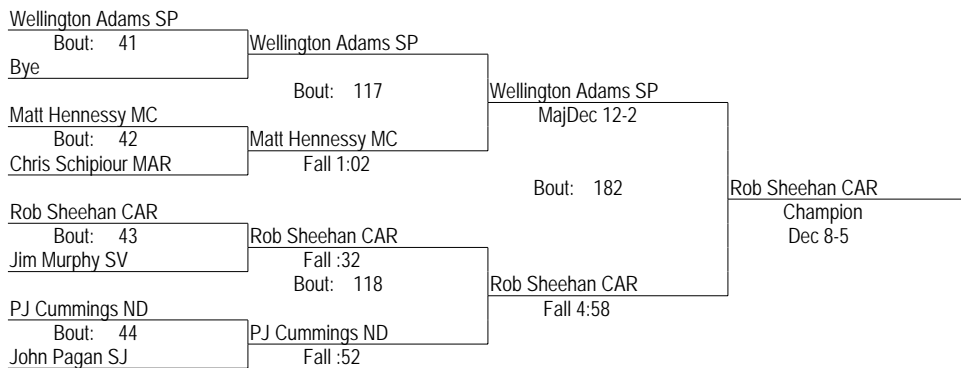 Wellington Adams SP
Bout: 41
Wellington Adams SP
Bye
Bout: 117
Wellington Adams SP
Matt Hennessy MC
MajDec 12-2
Bout: 42
Matt Hennessy MC
Chris Schipiour MAR
Fall 1:02
Bout: 182
Rob Sheehan CAR
Rob Sheehan CAR
Champion
Bout: 43
Rob Sheehan CAR
Dec 8-5
Jim Murphy SV
Fall :32
Bout: 118
Rob Sheehan CAR
PJ Cummings ND
Fall 4:58
Bout: 44
PJ Cummings ND
John Pagan SJ
Fall :52